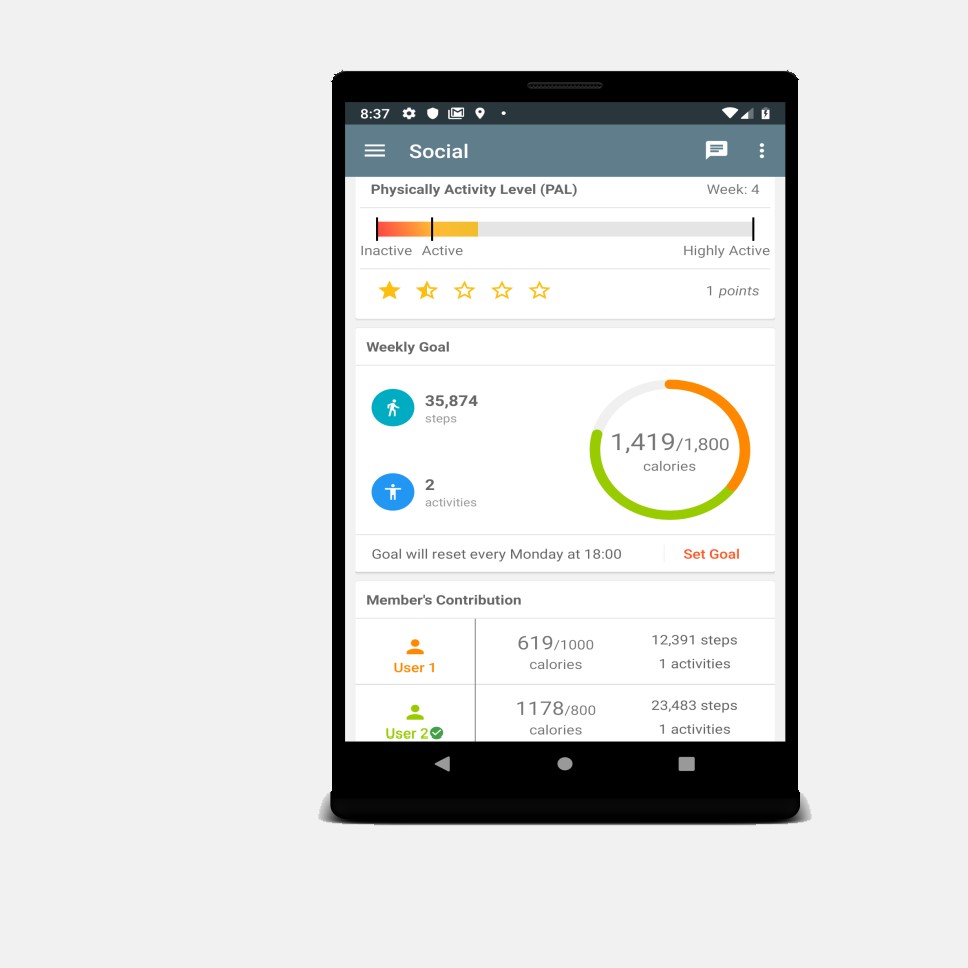 8:37
Social
Physically Activity Level (PAL) Week: 4
Inactive Active Highly Active
1 points
Weekly Goal
35,874
steps
1,419/1,800
calories
2
activities
Goal will reset every Monday at 18:00 Set Goal
Member's Contribution
619/1000 12,391 steps
User 1 calories 1 activities
1178/800 23,483 steps
User 2 calories 1 activities